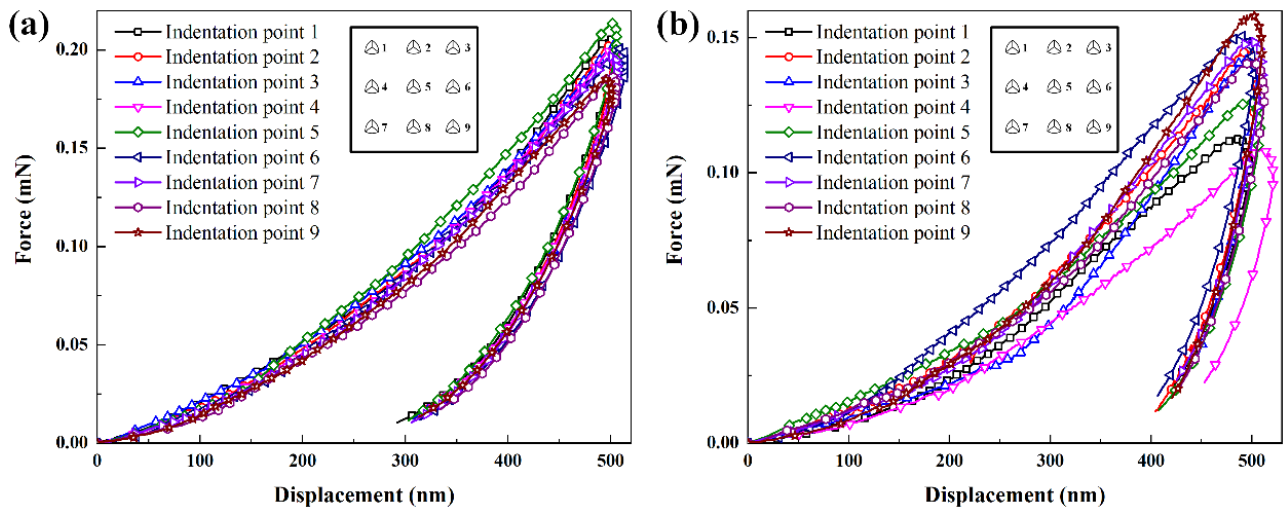 (a)
Indentation point 1
Indentation point 2
Indentation point 3
Indentation point 4
Indentation point 5
Indentation point 6
Indentation point 7
Indentation point 8
Indentation point 9
1 2 3
4 5 6
7 8 9
0.20
0.15
0.10
0.05
0.00
Force (mN)
0 100 200 300 400 500
Displacement (nm)
(b)
Indentation point 1
Indentation point 2
Indentation point 3
Indentation point 4
Indentation point 5
Indentation point 6
Indentation point 7
Indentation point 8
Indentation point 9
1 2 3
4 5 6
7 8 9
0.15
0.10
0.05
0.00
Force (mN)
0 100 200 300 400 500
Displacement (nm)